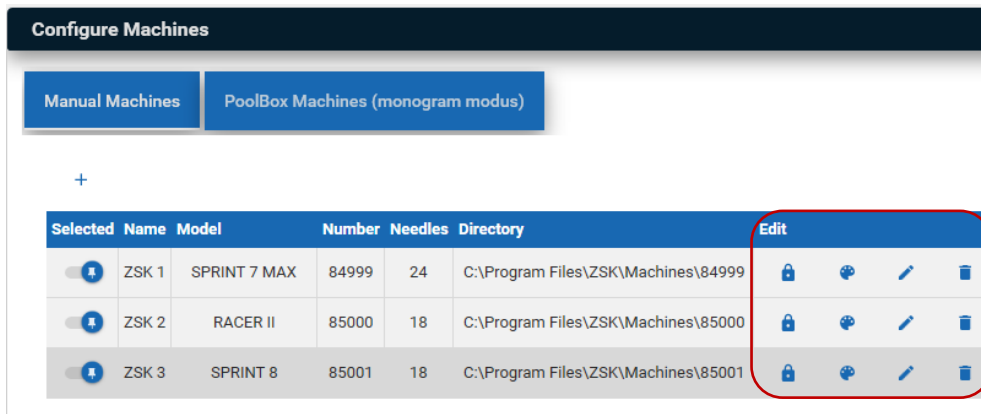 Configure Machines
Manual Machines PoolBox Machines (monogram modus)
+
Selected Name Model Number Needles Directory Edit
ZSK 1 SPRINT 7 MAX 84999 24 C:\Program Files\ZSK\Machines\84999
ZSK 2 RACER II 85000 18 C:\Program Files\ZSK\Machines\85000
ZSK 3 SPRINT 8 85001 18 C:\Program Files\ZSK\Machines\85001